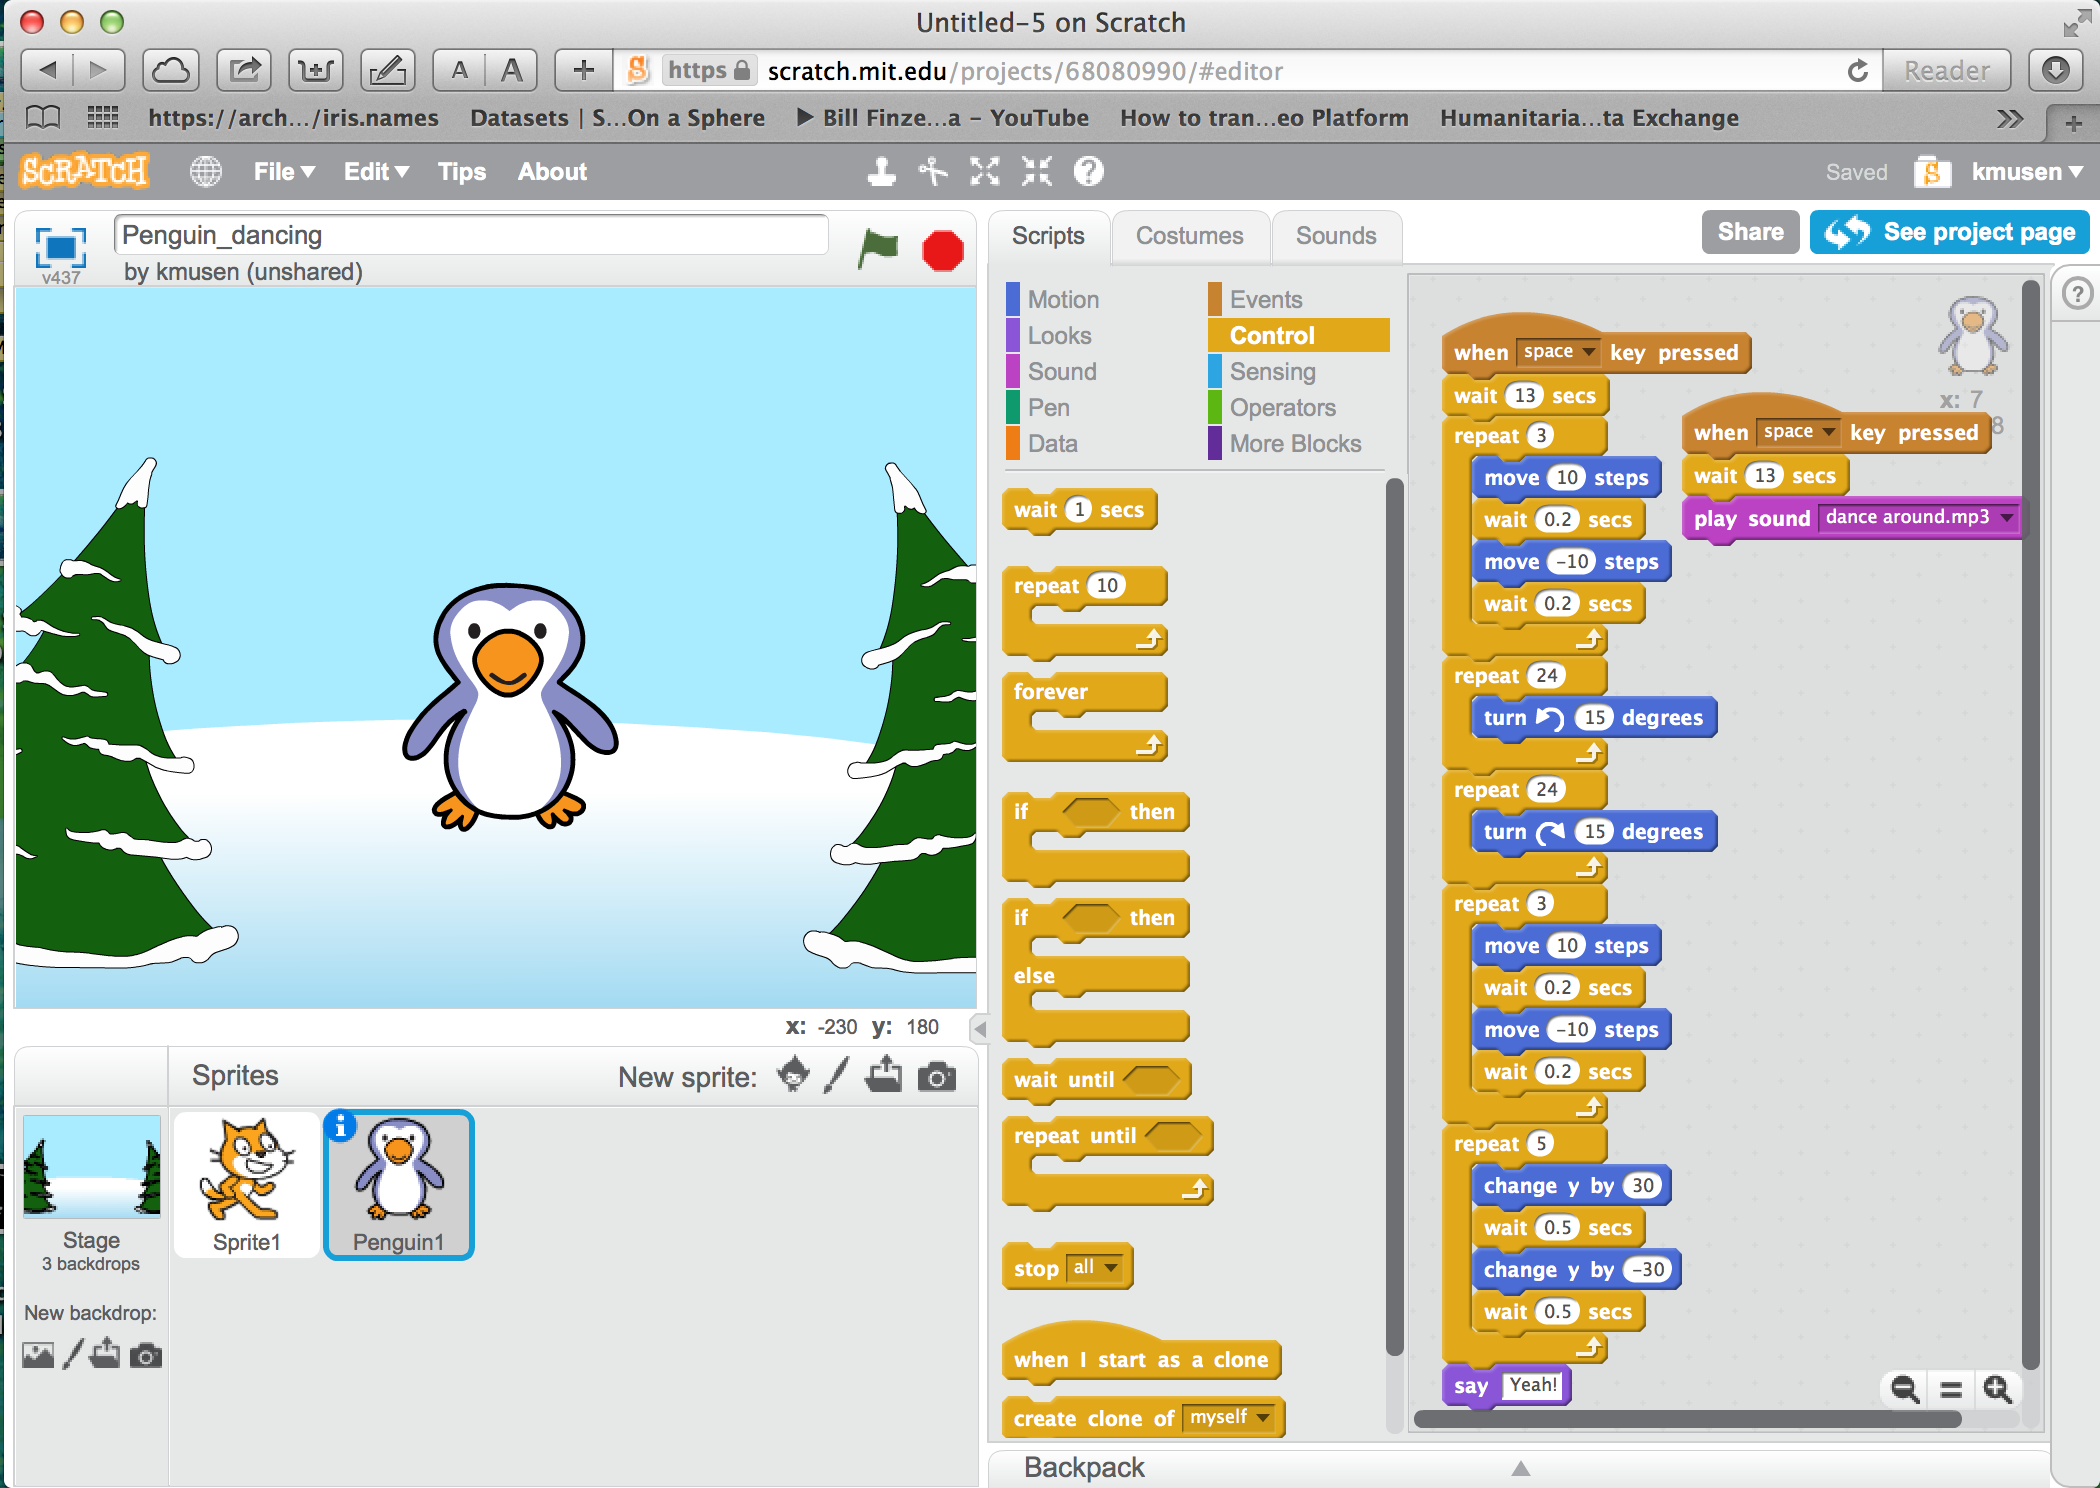 Untitled-5 on Scratch
A A + https scratch.mit.edu/projects/68080990/#editor Reader
https://arch.../iris.names Datasets | S...On a Sphere ▶ Bill Finze...a - YouTube How to tran...eo Platform Humanitaria...ta Exchange >> +
SCRATCH File Edit Tips About Saved kmusen
Penguin_dancing
v437 by kmusen (unshared)
Scripts Costumes Sounds
Share See project page
Motion Events
Looks Control
Sound Sensing
Pen Operators
Data More Blocks
wait 1 secs
repeat 10
forever
if then
if then
else
wait until
repeat until
stop all
when I start as a clone
create clone of myself
when space key pressed
wait 13 secs
repeat 3
move 10 steps
wait 0.2 secs
move -10 steps
wait 0.2 secs
repeat 24
turn 15 degrees
repeat 24
turn 15 degrees
repeat 3
move 10 steps
wait 0.2 secs
move -10 steps
wait 0.2 secs
repeat 5
change y by 30
wait 0.5 secs
change y by -30
wait 0.5 secs
say Yeah!
x: 7
8
when space key pressed
wait 13 secs
play sound dance around.mp3
x: -230 y: 180
Sprites New sprite:
Stage
3 backdrops
Sprite1
Penguin1
New backdrop:
Backpack